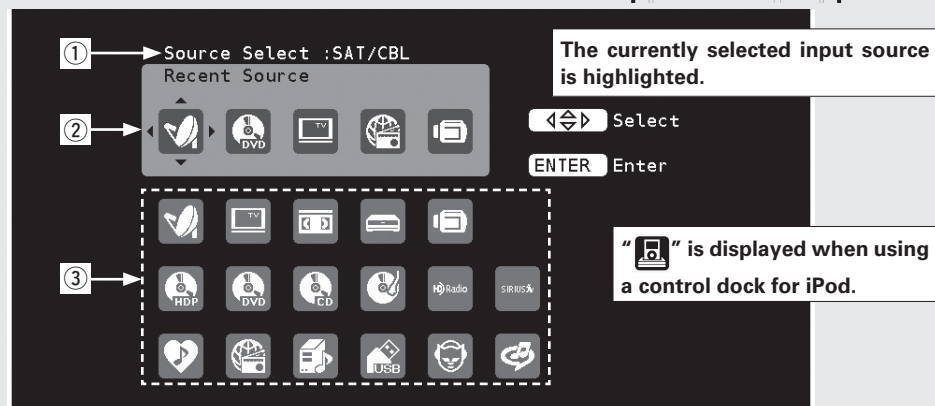 ① Source Select :SAT/CBL
The currently selected input source
is highlighted.
Recent Source
② DVD TV
Select
ENTER Enter
TV
"" is displayed when using
a control dock for iPod.
③ HDP DVD CD HD Radio SIRIUS
USB